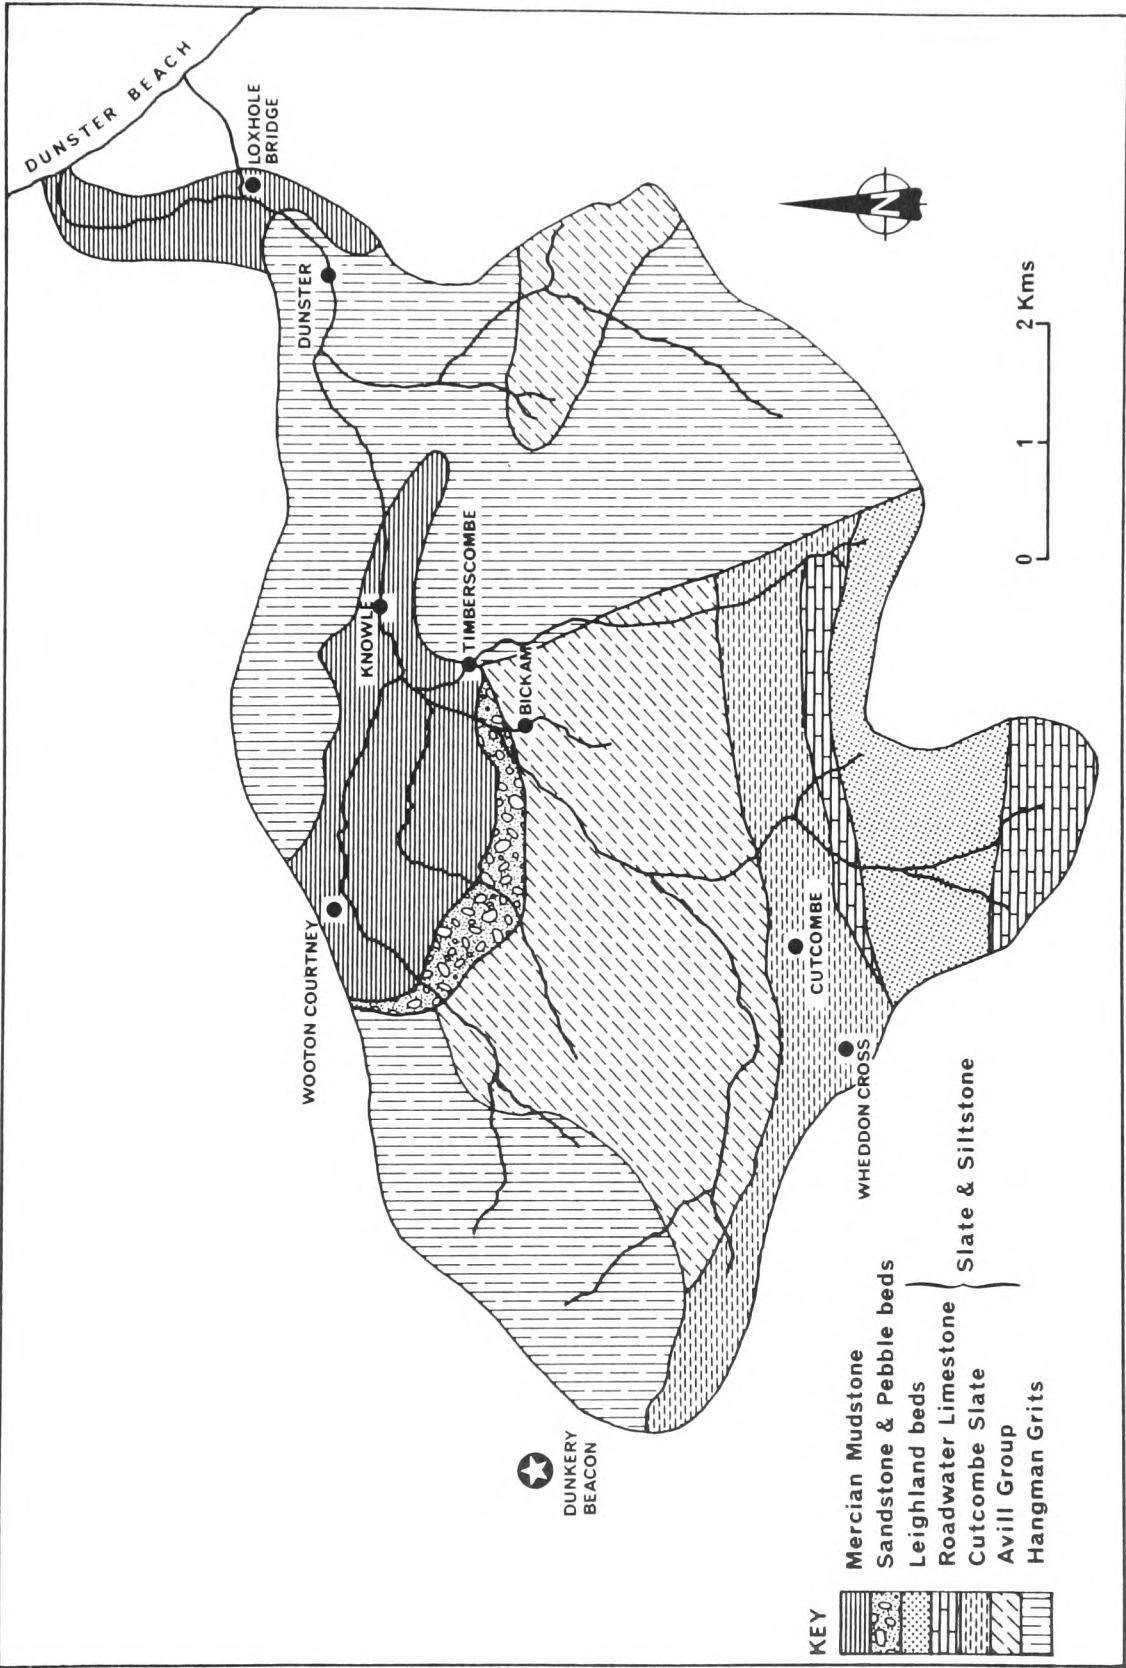 DUNSTER BEACH
LOXHOLE
BRIDGE
DUNSTER
KNOWLE
TIMBERSCOMBE
BICKAM
WOOTON COURTNEY
CUTCOMBE
WHEDDON CROSS
DUNKERY
BEACON
N
0 1 2 Kms
KEY
Mercian Mudstone
Sandstone & Pebble beds
Leighland beds
Roadwater Limestone
Cutcombe Slate
Avill Group
Hangman Grits
Slate & Siltstone